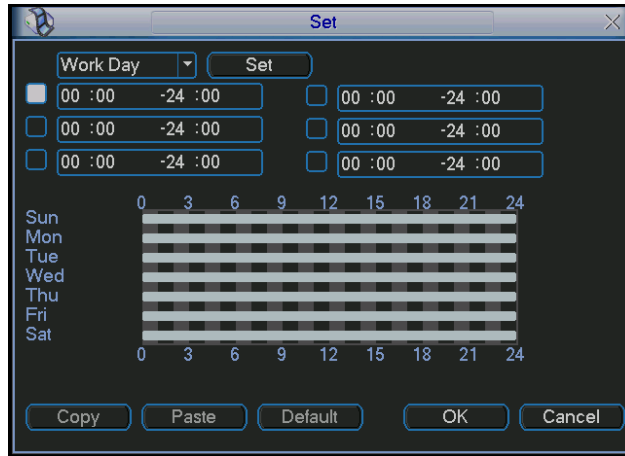 Set
Work Day Set
00 :00 -24 :00 00 :00 -24 :00
00 :00 -24 :00 00 :00 -24 :00
00 :00 -24 :00 00 :00 -24 :00
0 3 6 9 12 15 18 21 24
Sun
Mon
Tue
Wed
Thu
Fri
Sat
0 3 6 9 12 15 18 21 24
Copy Paste Default OK Cancel